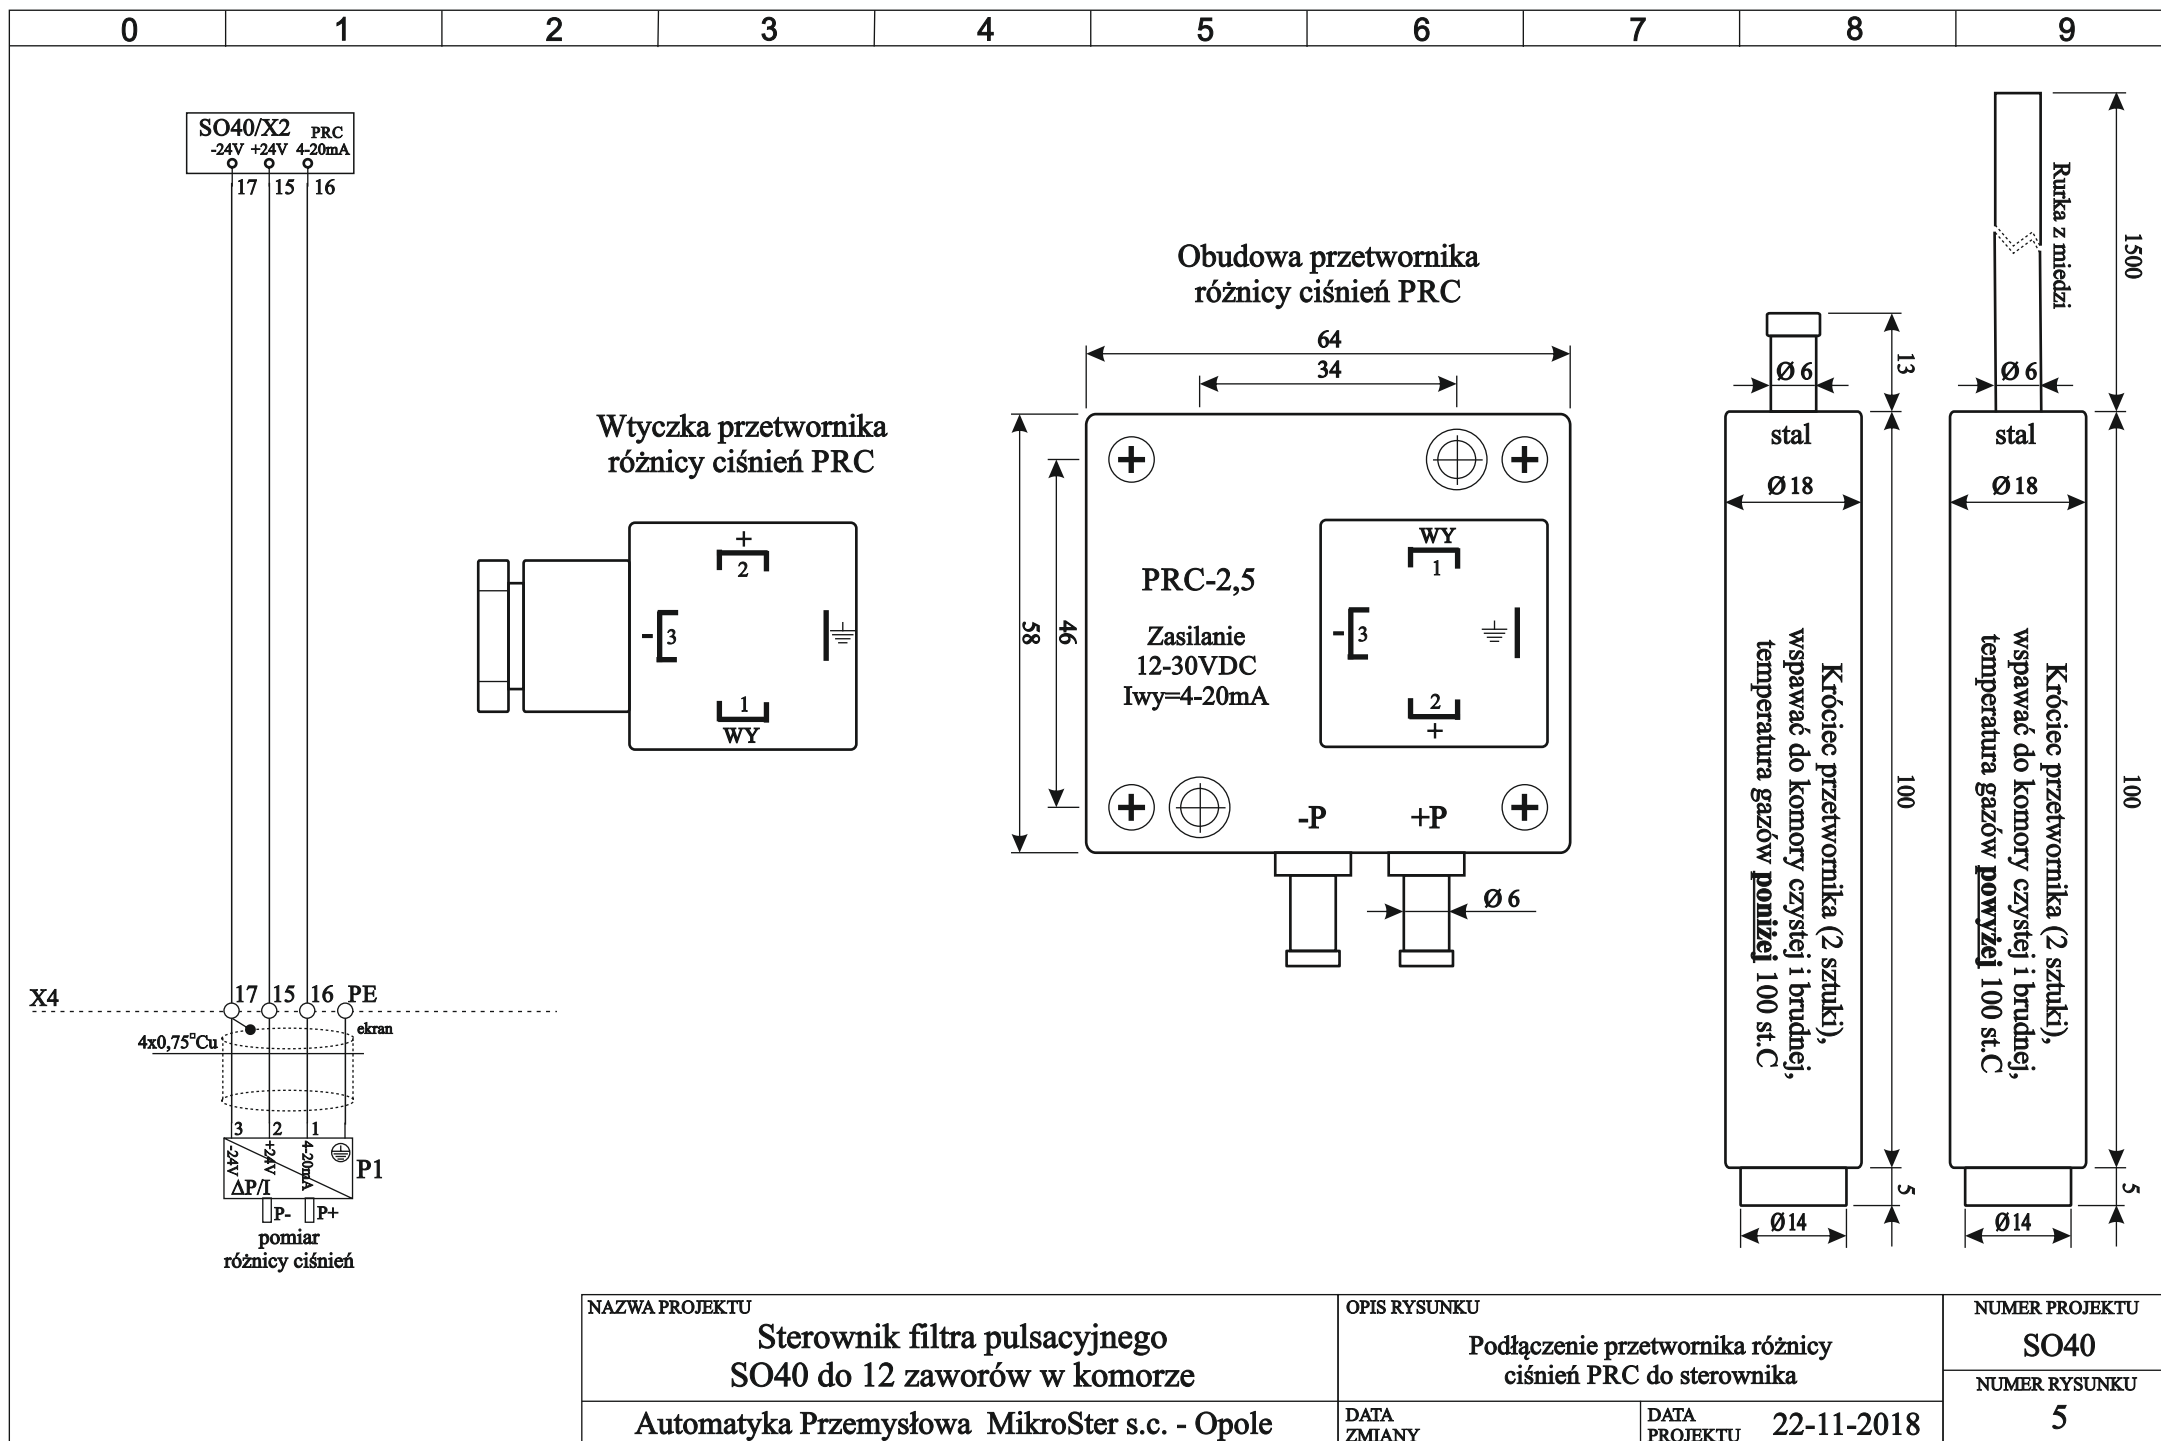 0 1 2 3 4 5 6 7 8 9
SO40/X2 PRC
-24V +24V 4-20mA
17 15 16
X4
17 15 16 PE
ekran
4x0,75□Cu
3 2 1
-24V
+24V
4-20mA
P1
ΔP/I
P- P+
pomiar
różnicy ciśnień
Wtyczka przetwornika
różnicy ciśnień PRC
+
2
- 3
1
WY
Obudowa przetwornika
różnicy ciśnień PRC
64
34
58
46
PRC-2,5
Zasilanie
12-30VDC
Iwy=4-20mA
WY
1
- 3
2
+
-P +P
Ø 6
13
Ø 6
stal
Ø 18
Króciec przetwornika (2 sztuki),
wspawać do komory czystej i brudnej,
temperatura gazów poniżej 100 st.C
100
5
Ø 14
Rurka z miedzi
1500
Ø 6
stal
Ø 18
Króciec przetwornika (2 sztuki),
wspawać do komory czystej i brudnej,
temperatura gazów powyżej 100 st.C
100
5
Ø 14
NAZWA PROJEKTU
Sterownik filtra pulsacyjnego
SO40 do 12 zaworów w komorze
Automatyka Przemysłowa MikroSter s.c. - Opole
OPIS RYSUNKU
Podłączenie przetwornika różnicy
ciśnień PRC do sterownika
DATA
ZMIANY
DATA
PROJEKTU
22-11-2018
NUMER PROJEKTU
SO40
NUMER RYSUNKU
5